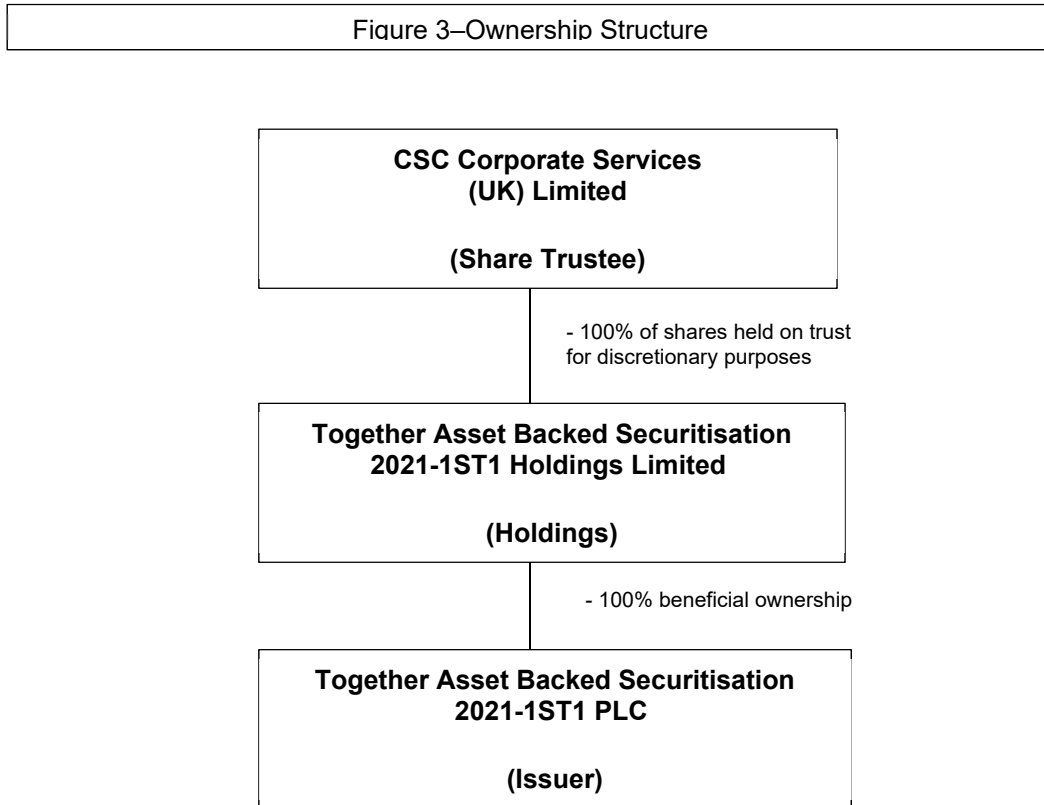 Figure 3–Ownership Structure
CSC Corporate Services
(UK) Limited
(Share Trustee)
- 100% of shares held on trust
for discretionary purposes
Together Asset Backed Securitisation
2021-1ST1 Holdings Limited
(Holdings)
- 100% beneficial ownership
Together Asset Backed Securitisation
2021-1ST1 PLC
(Issuer)